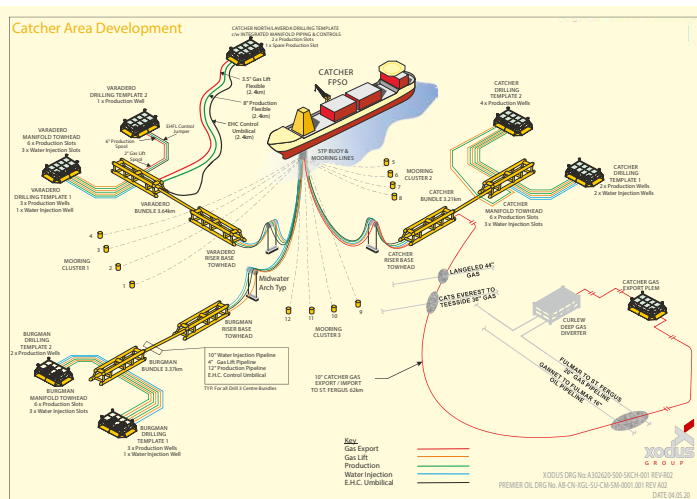 Catcher Area Development
CATCHER NORTH/LAVERDA DRILLING TEMPLATE
c/w INTEGRATED MANIFOLD PIPING & CONTROLS
2 x Production Slots
1 x Spare Production Slot
VARADERO
DRILLING TEMPLATE 2
1 x Production Well
3.5" Gas Lift
Flexible
(2.4km)
8" Production
Flexible
(2.4km)
EHC Control
Umbilical
(2.4km)
CATCHER
FPSO
CATCHER
DRILLING
TEMPLATE 2
4 x Production Wells
EHFL Control
Jumper
6" Production
Spool
2" Gas Lift
Spool
VARADERO
MANIFOLD TOWHEAD
6 x Production Slots
3 x Water Injection Slots
STP BUOY &
MOORING LINES
MOORING
CLUSTER 2
5
6
7
8
CATCHER
DRILLING
TEMPLATE 1
2 x Production Wells
2 x Water Injection Wells
VARADERO
DRILLING TEMPLATE 1
3 x Production Wells
1 x Water Injection Well
VARADERO
BUNDLE 3.64km
CATCHER
BUNDLE 3.21km
CATCHER
MANIFOLD TOWHEAD
6 x Production Slots
3 x Water Injection Slots
4
3
2
1
MOORING
CLUSTER 1
VARADERO
RISER BASE
TOWHEAD
CATCHER
RISER BASE
TOWHEAD
Midwater
Arch Typ
LANGELED 44"
GAS
CATS EVEREST TO
TEESSIDE 36" GAS
CATCHER GAS
EXPORT PLEM
CURLEW
DEEP GAS
DIVERTER
12
11
10
9
MOORING
CLUSTER 3
BURGMAN
RISER BASE
TOWHEAD
BURGMAN
DRILLING
TEMPLATE 2
2 x Production Wells
BURGMAN
BUNDLE 3.37km
10" Water Injection Pipeline
4" Gas Lift Pipeline
12" Production Pipeline
E.H.C. Control Umbilical
TYP. For all Drill 3 Centre Bundles
BURGMAN
MANIFOLD TOWHEAD
6 x Production Slots
3 x Water Injection Slots
10" CATCHER GAS
EXPORT / IMPORT
TO ST. FERGUS 62km
FULMAR TO ST. FERGUS
20" GAS PIPELINE
GANNET TO FULMAR 16"
OIL PIPELINE
BURGMAN
DRILLING
TEMPLATE 1
3 x Production Wells
1 x Water Injection Well
Key
Gas Export
Gas Lift
Production
Water Injection
E.H.C. Umbilical
xodus
GROUP
XODUS DRG No: A302620-S00-SKCH-001 REV-R02
PREMIER OIL DRG No. AB-CN-XGL-SU-CM-SM-0001.001 REV A02
DATE 04.05.20